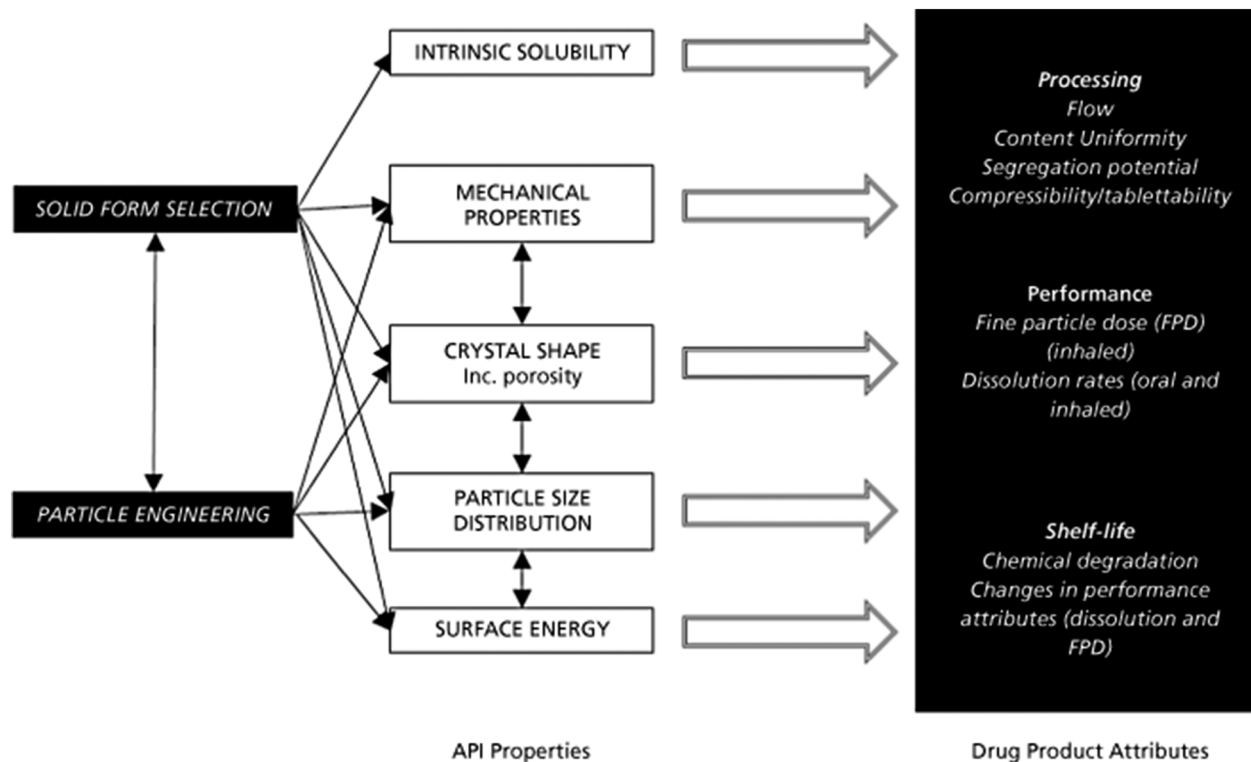 INTRINSIC SOLUBILITY
SOLID FORM SELECTION
MECHANICAL
PROPERTIES
CRYSTAL SHAPE
Inc. porosity
PARTICLE ENGINEERING
PARTICLE SIZE
DISTRIBUTION
SURFACE ENERGY
API Properties
Processing
Flow
Content Uniformity
Segregation potential
Compressibility/tablettability
Performance
Fine particle dose (FPD)
(inhaled)
Dissolution rates (oral and
inhaled)
Shelf-life
Chemical degradation
Changes in performance
attributes (dissolution and
FPD)
Drug Product Attributes